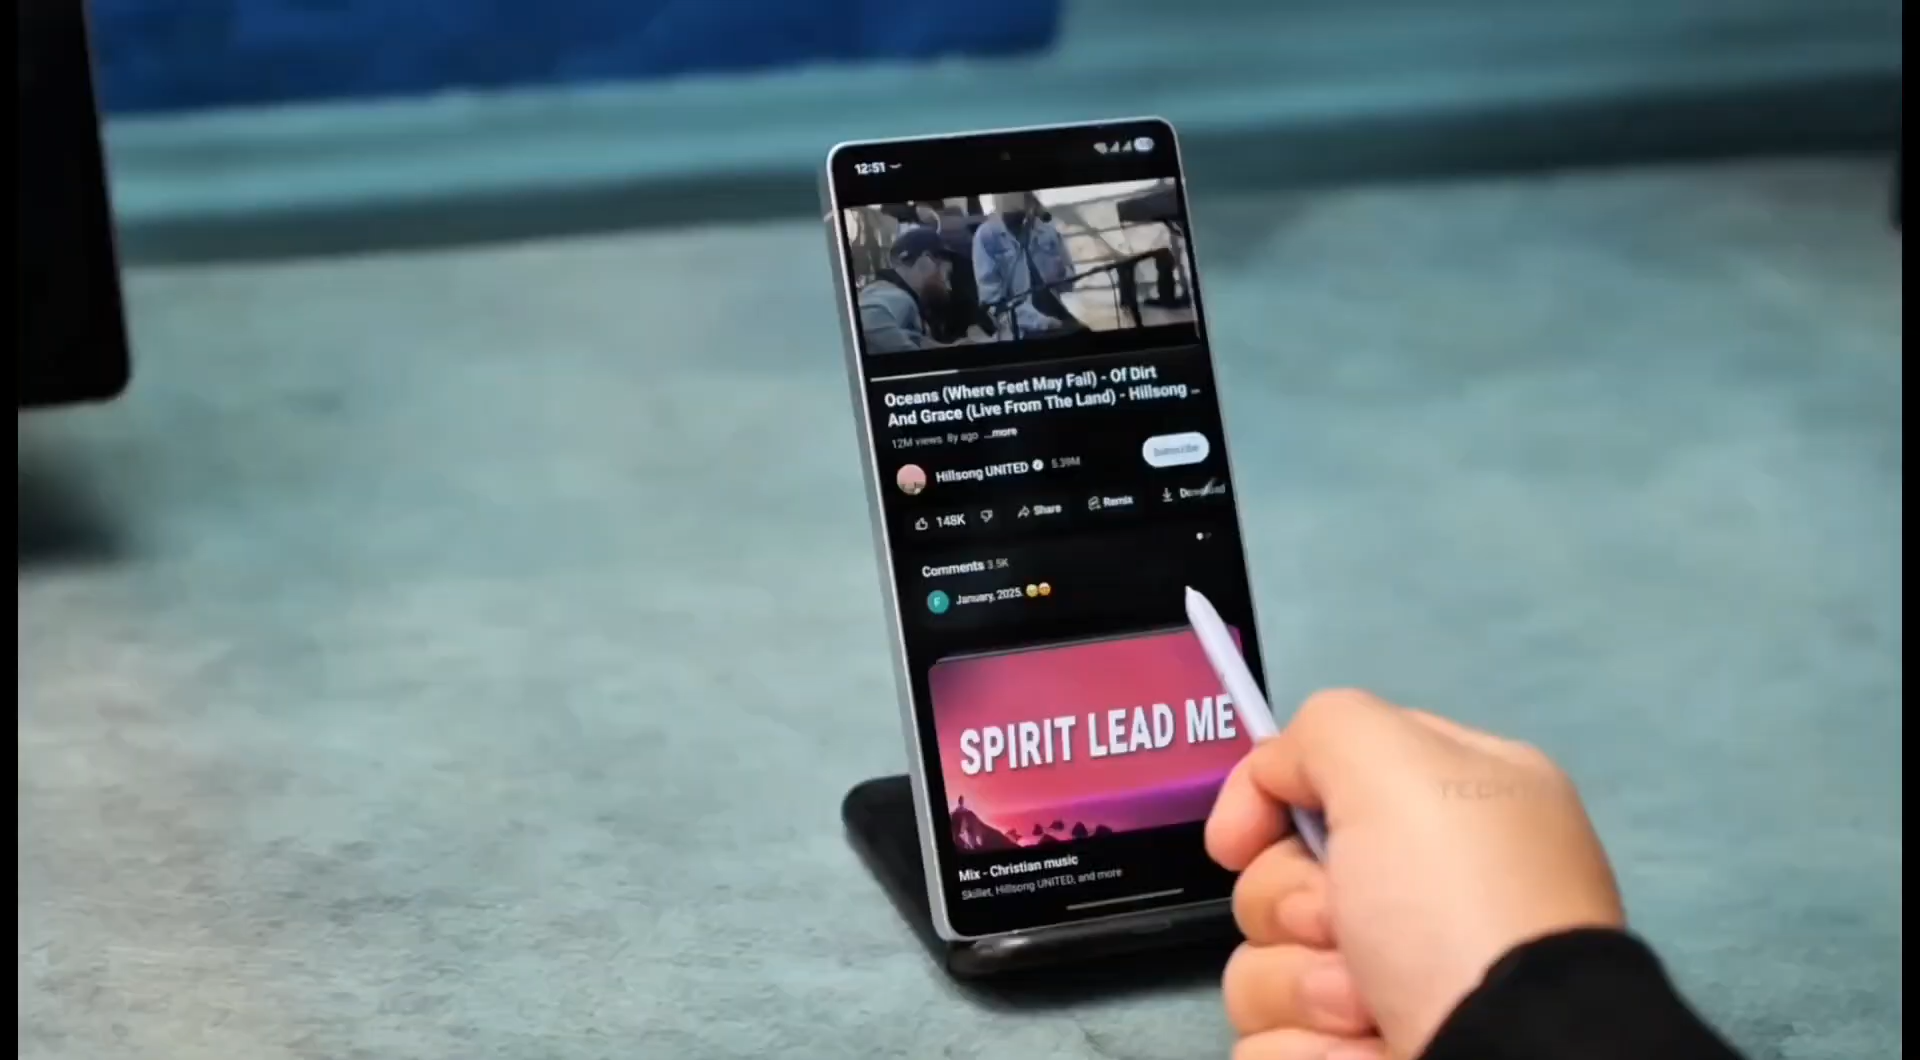 12:51
Oceans (Where Feet May Fail) - Of Dirt
And Grace (Live From The Land) - Hillsong ...
12M views 8y ago ...more
Hillsong UNITED 5.39M
Subscribe
148K Share Remix Download
Comments 3.5K
F January, 2025.
SPIRIT LEAD ME
Mix - Christian music
Skillet, Hillsong UNITED, and more